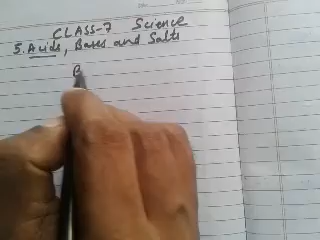 CLASS-7 Science
5. Acids, Bases and Salts
B